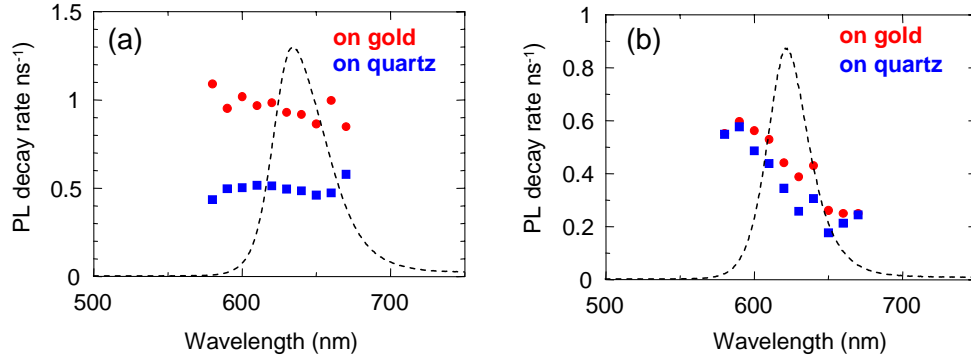 (a)
on gold
on quartz
PL decay rate ns-1
1.5
1
0.5
0
500
600
700
Wavelength (nm)
(b)
on gold
on quartz
PL decay rate ns-1
1
0.8
0.6
0.4
0.2
0
500
600
700
Wavelength (nm)